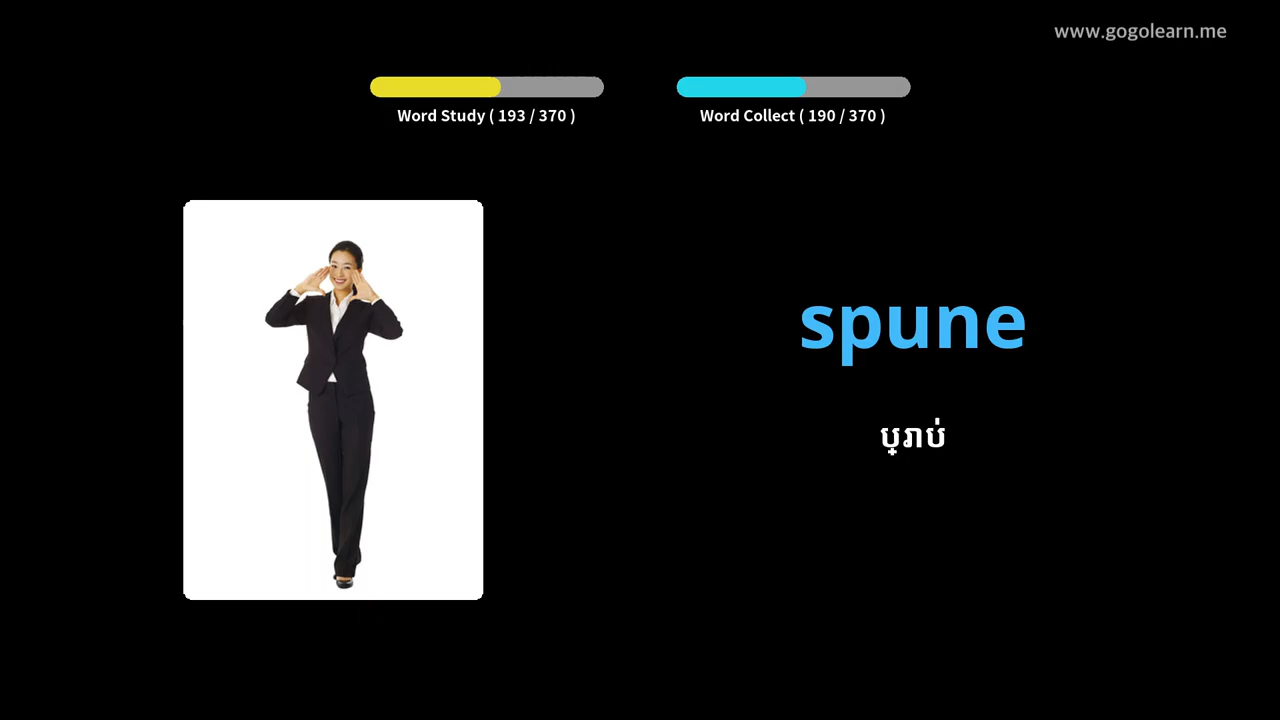 www.gogolearn.me
Word Study ( 193 / 370 )
Word Collect ( 190 / 370 )
spune
ប្រាប់